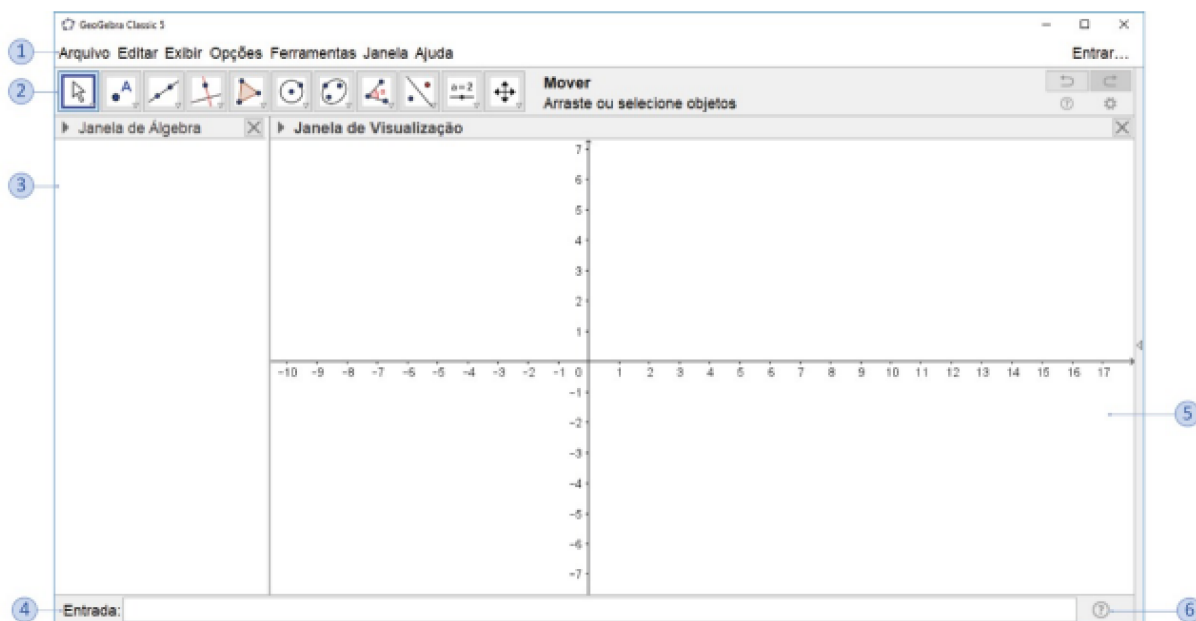 GeoGebra Classic 5
1
Arquivo Editar Exibir Opções Ferramentas Janela Ajuda
Entrar...
2
A
a=2
Mover
Arraste ou selecione objetos
Janela de Álgebra
Janela de Visualização
3
7
6
5
4
3
2
1
-10 -9 -8 -7 -6 -5 -4 -3 -2 -1 0 1 2 3 4 5 6 7 8 9 10 11 12 13 14 15 16 17
-1
-2
-3
-4
-5
-6
-7
5
4
Entrada:
6